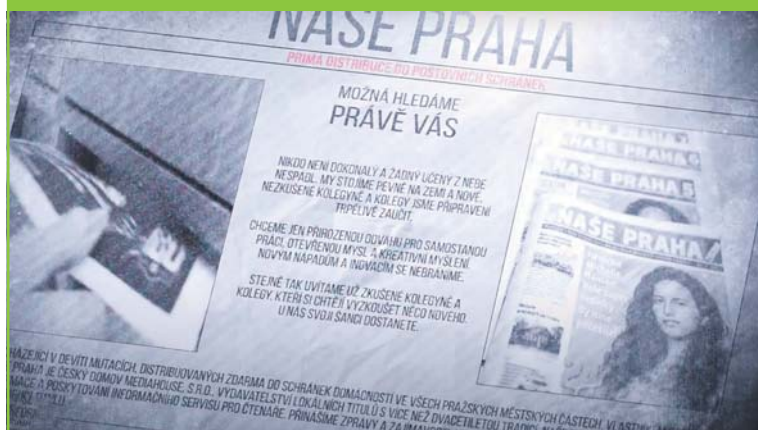 NAŠE PRAHA
PRIMA DISTRIBUCE DO POŠTOVNÍCH SCHRÁNEK
MOŽNÁ HLEDÁME
PRÁVĚ VÁS
NIKDO NENÍ DOKONALÝ A ŽÁDNÝ UČENÝ Z NEBE
NESPADL. MY STOJÍME PEVNĚ NA ZEMI A NOVÉ,
NEZKUŠENÉ KOLEGYNĚ A KOLEGY JSME PŘIPRAVENI
TRPĚLIVĚ ZAUČIT.
CHCEME JEN PŘIROZENOU ODVAHU PRO SAMOSTANOU
PRÁCI, OTEVŘENOU MYSL A KREATIVNÍ MYŠLENÍ.
NOVÝM NÁPADŮM A INOVACÍM SE NEBRÁNÍME.
STEJNĚ TAK UVÍTÁME UŽ ZKUŠENÉ KOLEGYNĚ A
KOLEGY, KTEŘÍ SI CHTĚJÍ VYZKOUŠET NĚCO NOVÉHO.
U NÁS SVOJI ŠANCI DOSTANETE.
NAŠE PRAHA 6
NAŠE PRAHA 5
NAŠE PRAHA
HÁZEJÍCÍ V DEVÍTI MUTACÍCH, DISTRIBUOVANÝCH ZDARMA DO SCHRÁNEK DOMÁCNOSTÍ VE VŠECH PRAŽSKÝCH MĚSTSKÝCH ČÁSTECH.
PRAHA JE ČESKÝ DOMOV MEDIAHOUSE, S.R.O., VYDAVATELSTVÍ LOKÁLNÍCH TITULŮ S VÍCE NEŽ DVACETILETOU TRADICÍ.
MACE A POSKYTOVÁNÍ INFORMAČNÍHO SERVISU PRO ČTENÁŘE. PŘINÁŠÍME ZPRÁVY A